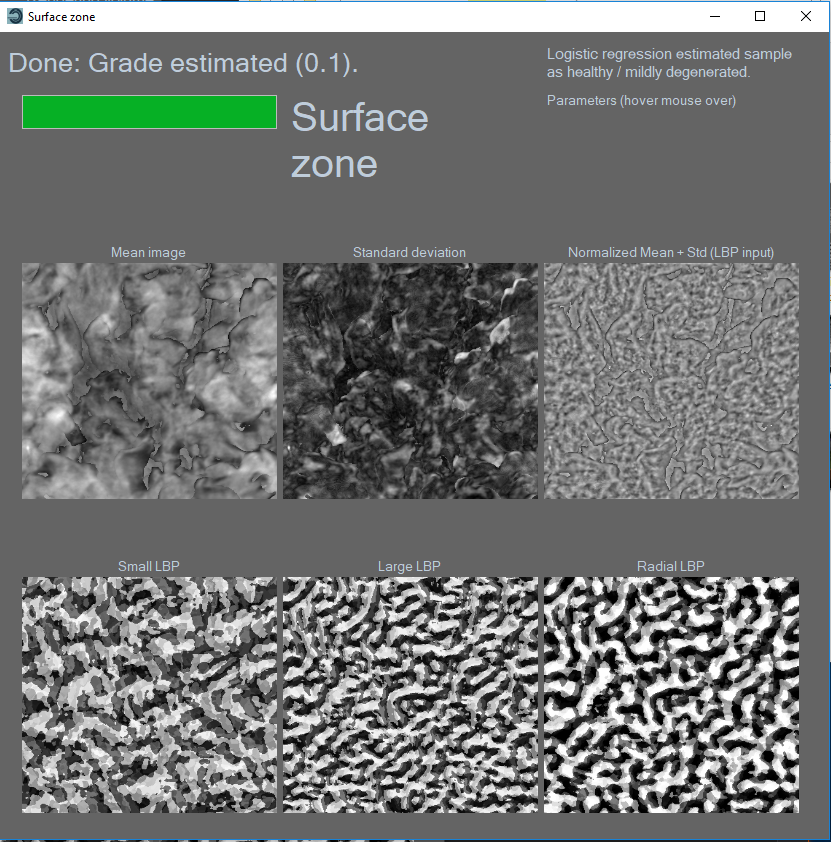 Surface zone
Done: Grade estimated (0.1).
Logistic regression estimated sample
as healthy / mildly degenerated.
Parameters (hover mouse over)
Surface
zone
Mean image
Standard deviation
Normalized Mean + Std (LBP input)
Small LBP
Large LBP
Radial LBP